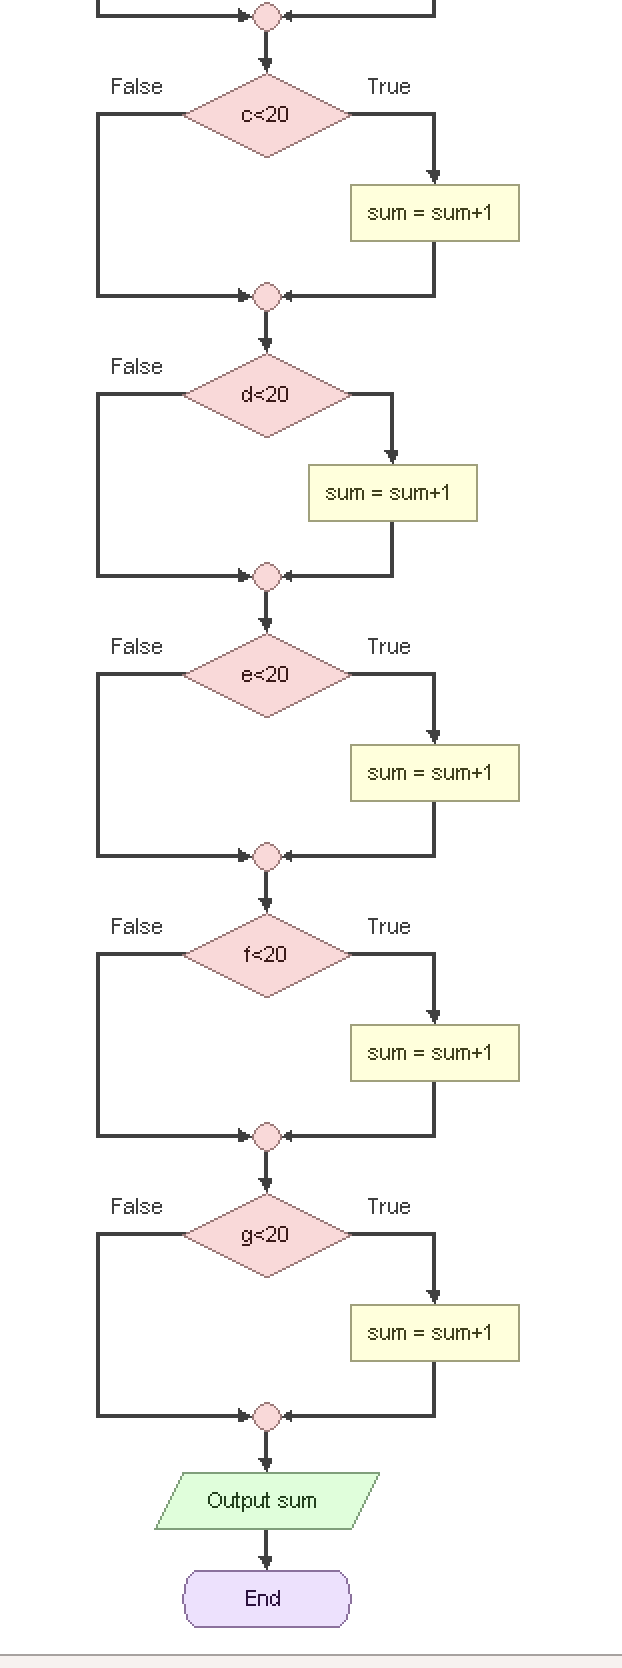 False
True
c<20
sum = sum+1
False
d<20
sum = sum+1
False
True
e<20
sum = sum+1
False
True
f<20
sum = sum+1
False
True
g<20
sum = sum+1
Output sum
End